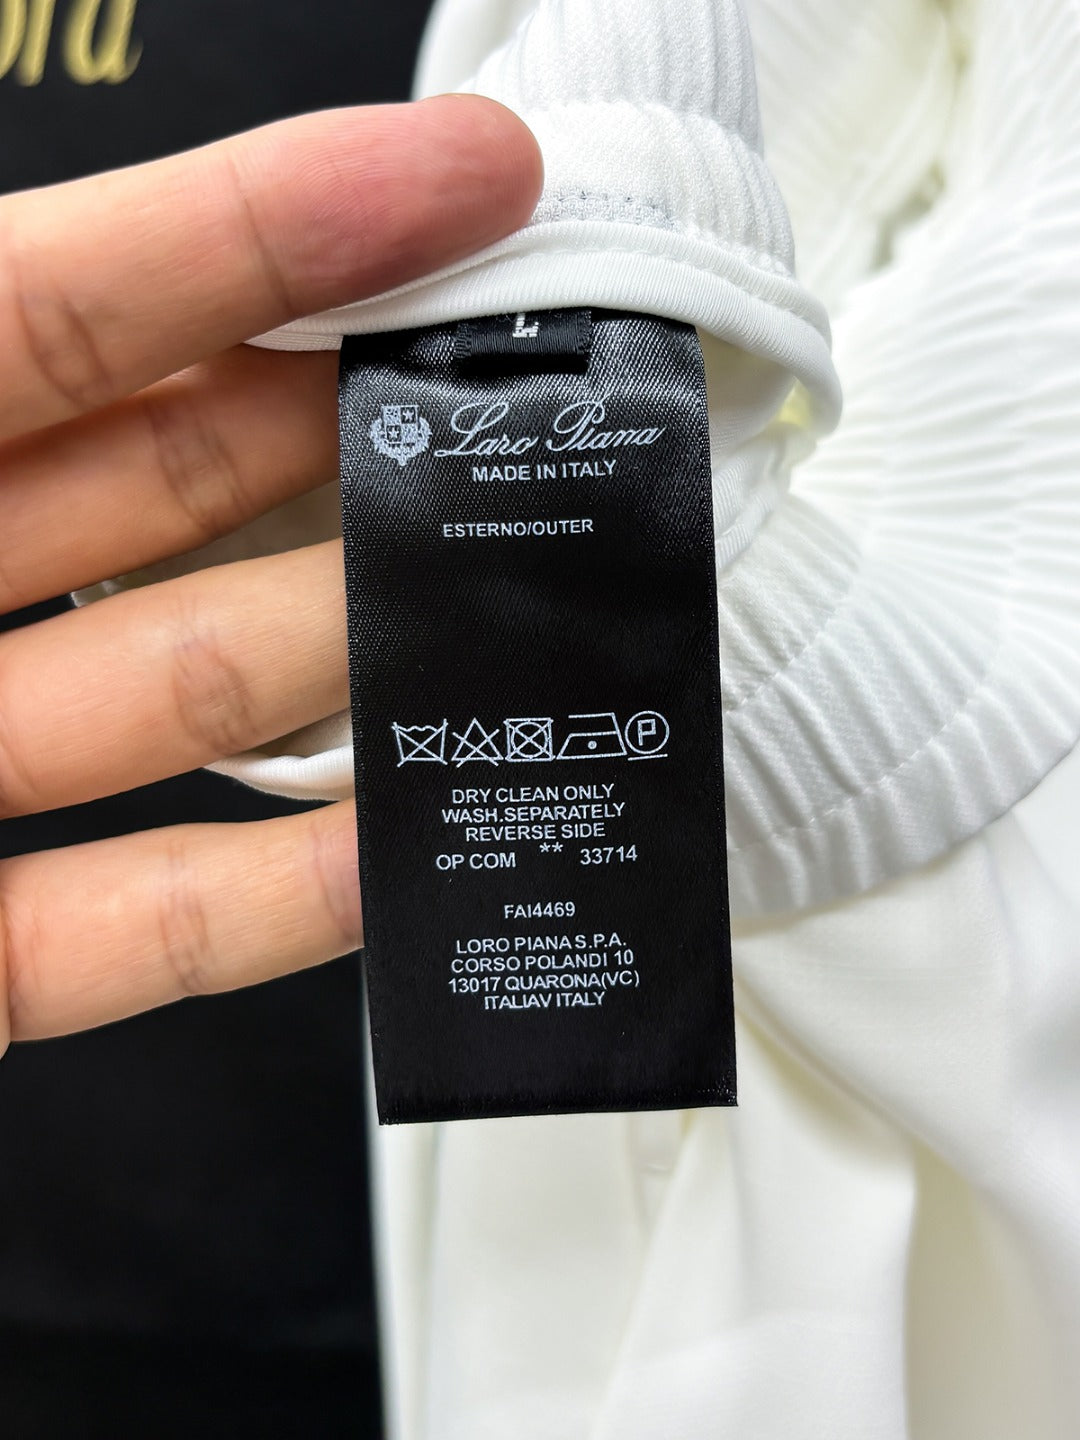 L
Laro Piana
MADE IN ITALY
ESTERNO/OUTER
P
DRY CLEAN ONLY
WASH.SEPARATELY
REVERSE SIDE
OP COM ** 33714
FAI4469
LORO PIANA S.P.A.
CORSO POLANDI 10
13017 QUARONA(VC)
ITALIAV ITALY